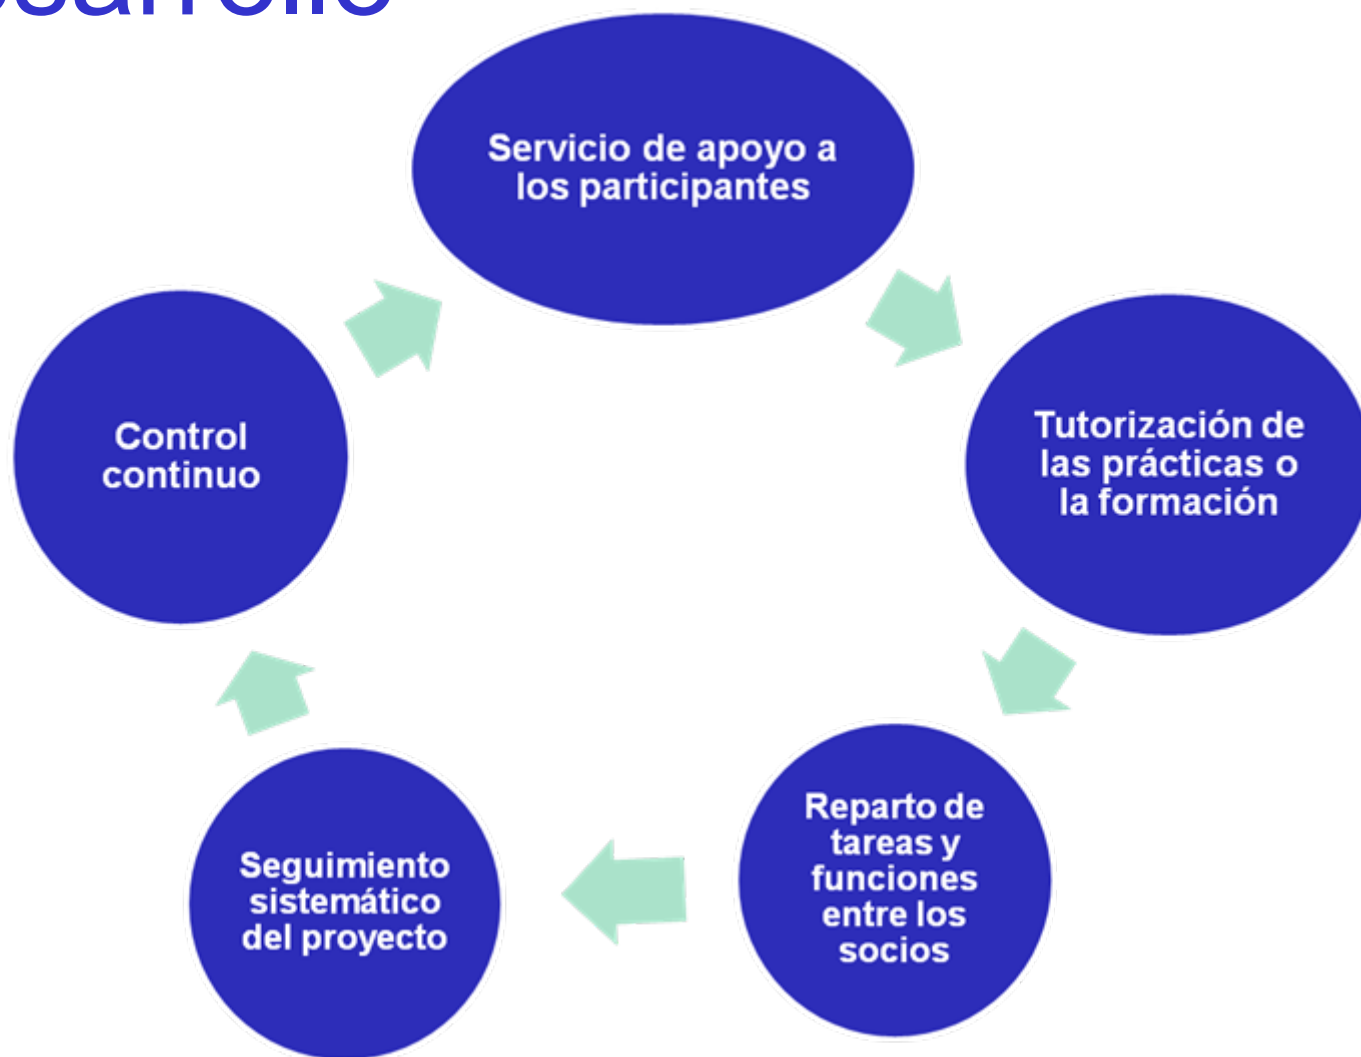 Servicio de apoyo a
los participantes
Tutorización de
las prácticas o
la formación
Reparto de
tareas y
funciones
entre los
socios
Seguimiento
sistemático
del proyecto
Control
continuo